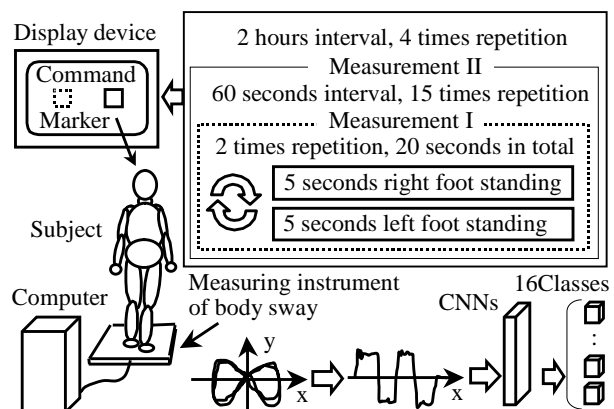 Display device
Command
Marker
2 hours interval, 4 times repetition
Measurement II
60 seconds interval, 15 times repetition
Measurement I
2 times repetition, 20 seconds in total
5 seconds right foot standing
5 seconds left foot standing
Subject
Computer
Measuring instrument
of body sway
y
x
x
CNNs
16Classes